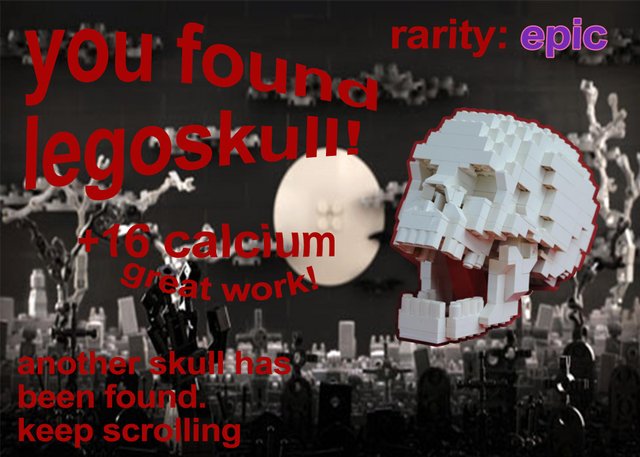 you found
legoskull!
rarity: epic
+16 calcium
great work!
another skull has
been found.
keep scrolling